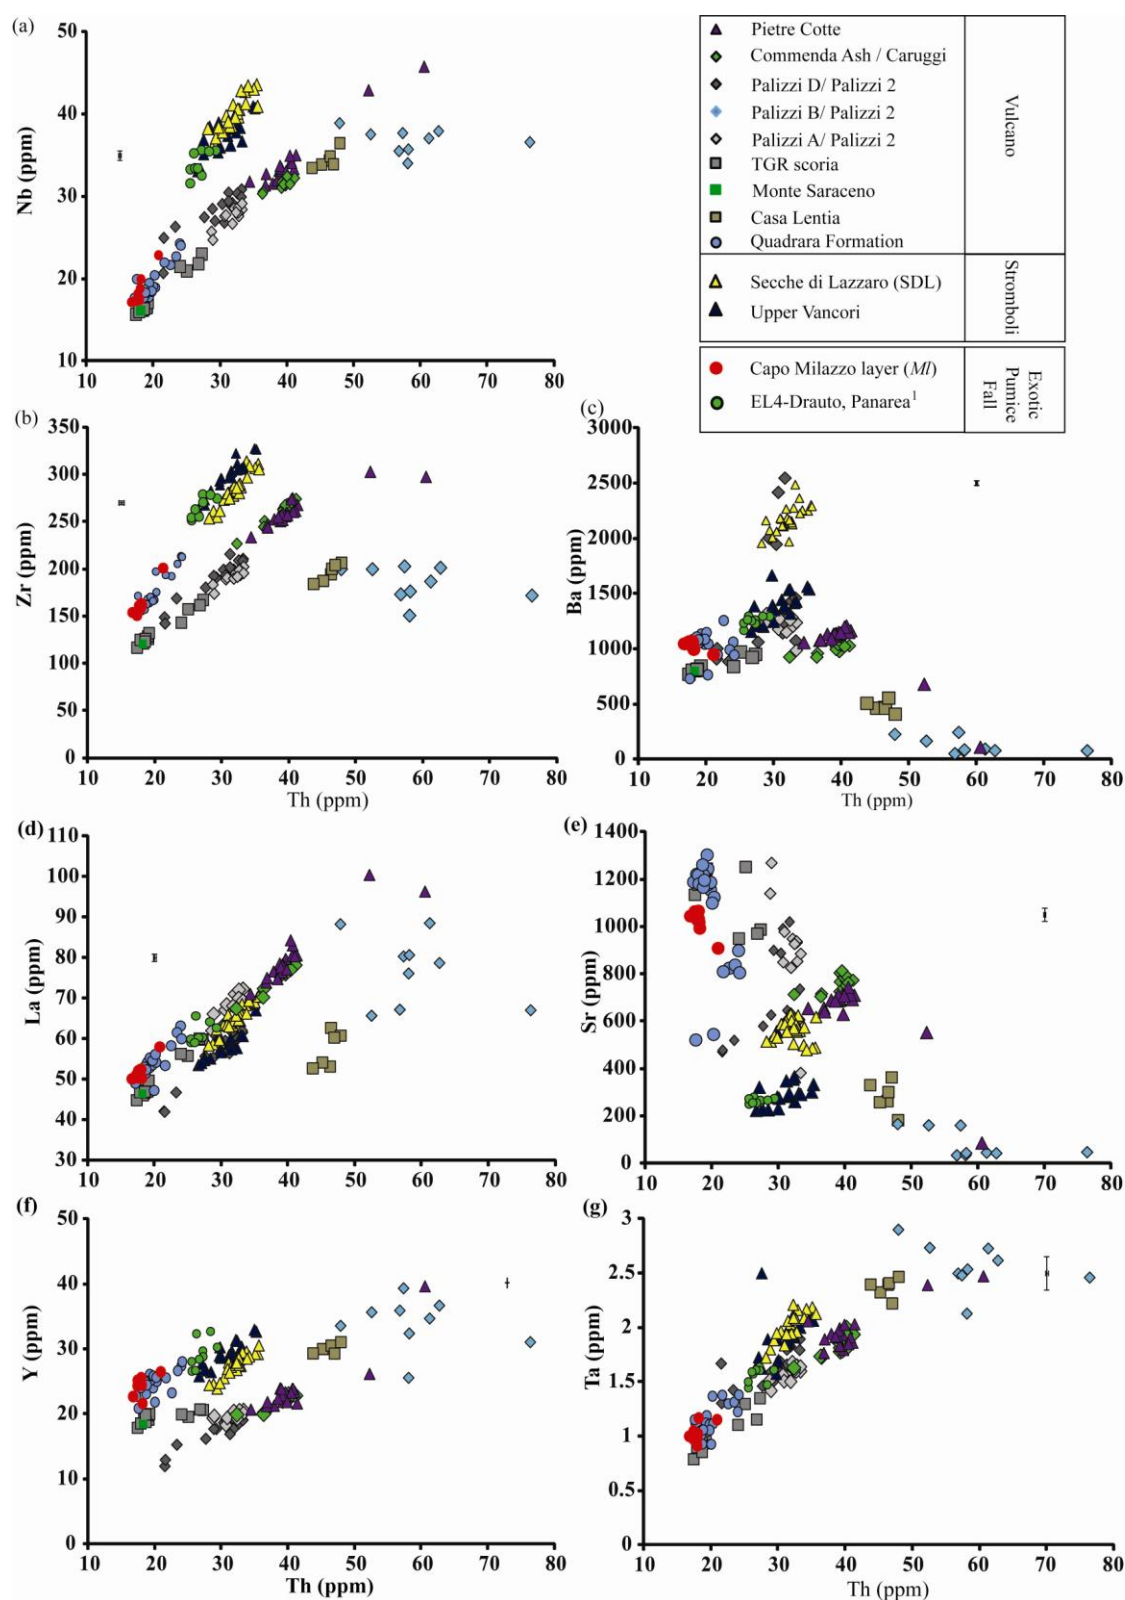 (a)
Nb (ppm)
50
40
30
20
10
10 20 30 40 50 60 70 80
Pietre Cotte
Commenda Ash / Caruggi
Palizzi D/ Palizzi 2
Palizzi B/ Palizzi 2
Palizzi A/ Palizzi 2
TGR scoria
Monte Saraceno
Casa Lentia
Quadrara Formation
Vulcano
Secche di Lazzaro (SDL)
Upper Vancori
Stromboli
Capo Milazzo layer (Ml)
EL4-Drauto, Panarea1
Exotic
Pumice
Fall
(b)
Zr (ppm)
350
300
250
200
150
100
50
0
10 20 30 40 50 60 70 80
Th (ppm)
(c)
Ba (ppm)
3000
2500
2000
1500
1000
500
0
10 20 30 40 50 60 70 80
Th (ppm)
(d)
La (ppm)
110
100
90
80
70
60
50
40
30
10 20 30 40 50 60 70 80
(e)
Sr (ppm)
1400
1200
1000
800
600
400
200
0
10 20 30 40 50 60 70 80
(f)
Y (ppm)
50
40
30
20
10
0
10 20 30 40 50 60 70 80
Th (ppm)
(g)
Ta (ppm)
3
2.5
2
1.5
1
0.5
0
10 20 30 40 50 60 70 80
Th (ppm)